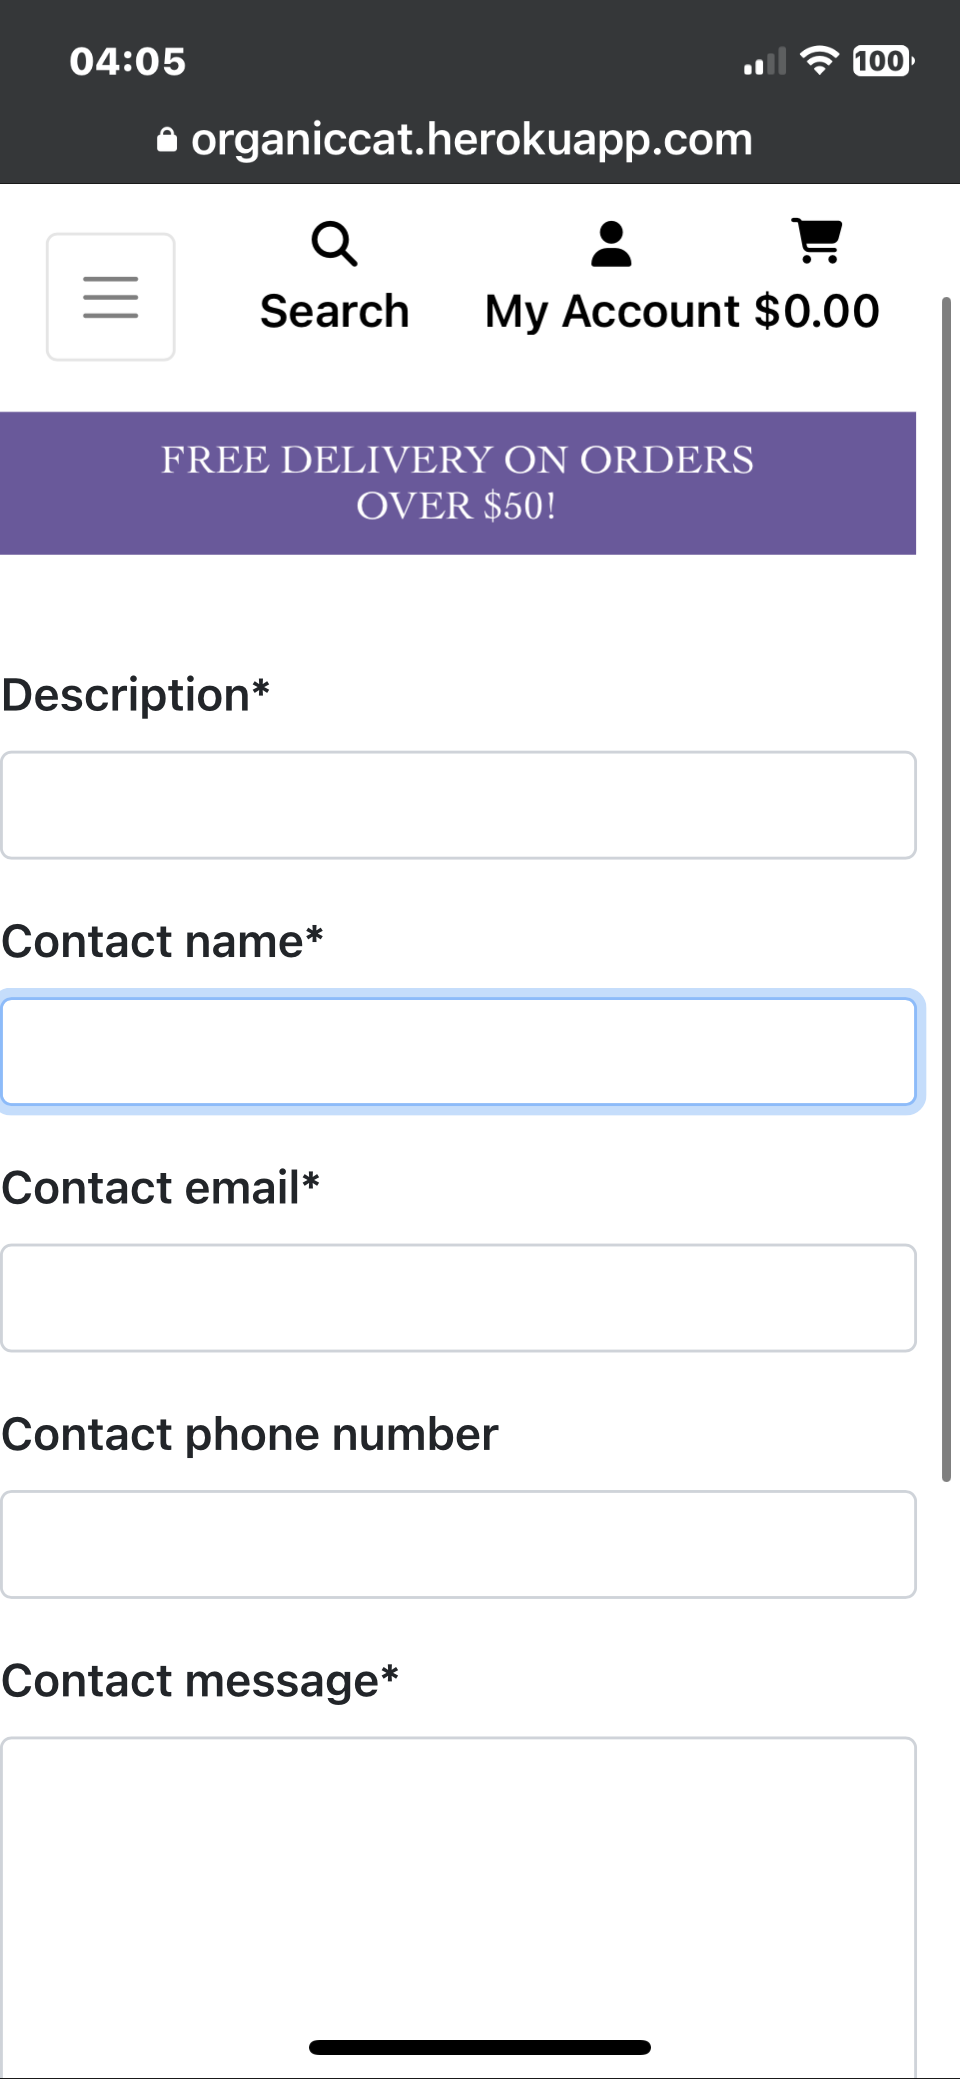 04:05
100
organiccat.herokuapp.com
Search
My Account
$0.00
FREE DELIVERY ON ORDERS
OVER $50!
Description*
Contact name*
Contact email*
Contact phone number
Contact message*